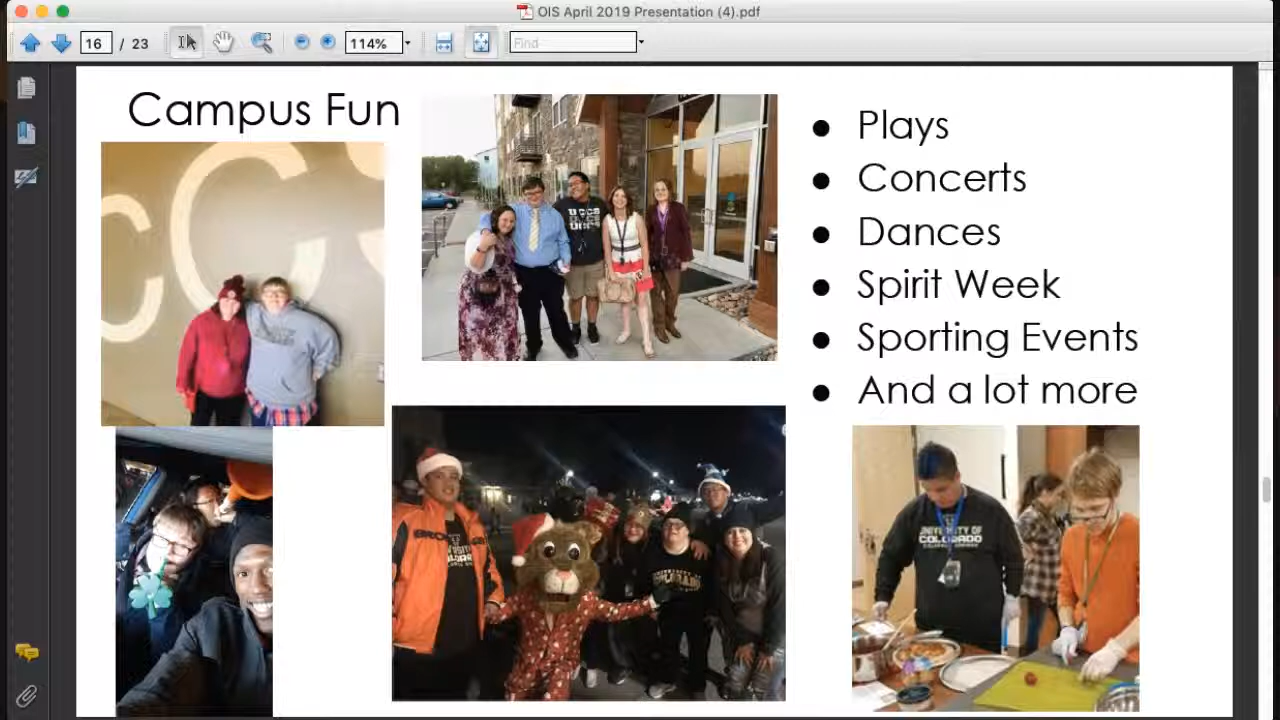 OIS April 2019 Presentation (4).pdf
16 / 23
114%
Find
Campus Fun
● Plays
● Concerts
● Dances
● Spirit Week
● Sporting Events
● And a lot more
UNIVERSITY OF
COLORADO